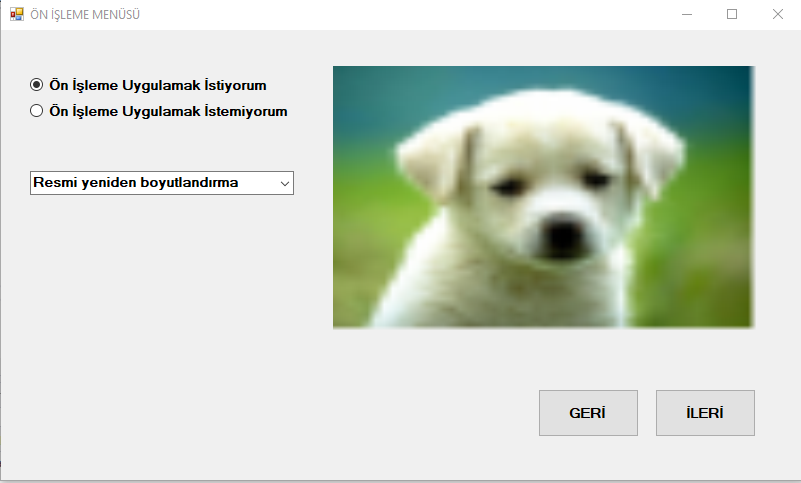 ÖN İŞLEME MENÜSÜ
Ön İşleme Uygulamak İstiyorum
Ön İşleme Uygulamak İstemiyorum
Resmi yeniden boyutlandırma
GERİ
İLERİ